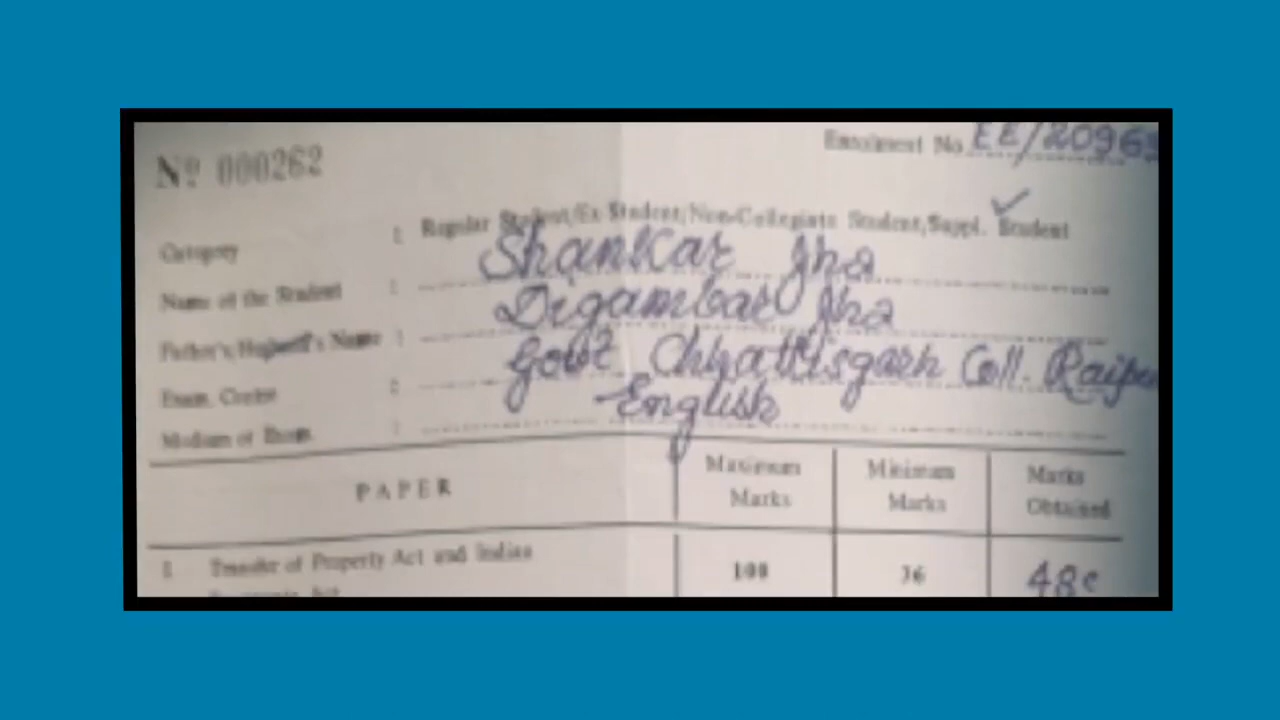 Nº 000262
Enrolment No. EE/2096
Category : Regular Student/Ex Student/Non-Collegiate Student/Suppl. Student
Name of the Student : Shankar Jha
Father's/Husband's Name : Digambar Jha
Exam. Centre : Govt Chhattisgarh Coll. Raipur
Medium of Exam. : English
PAPER
Maximum Marks
Minimum Marks
Marks Obtained
1 Transfer of Property Act and Indian 100 36 48